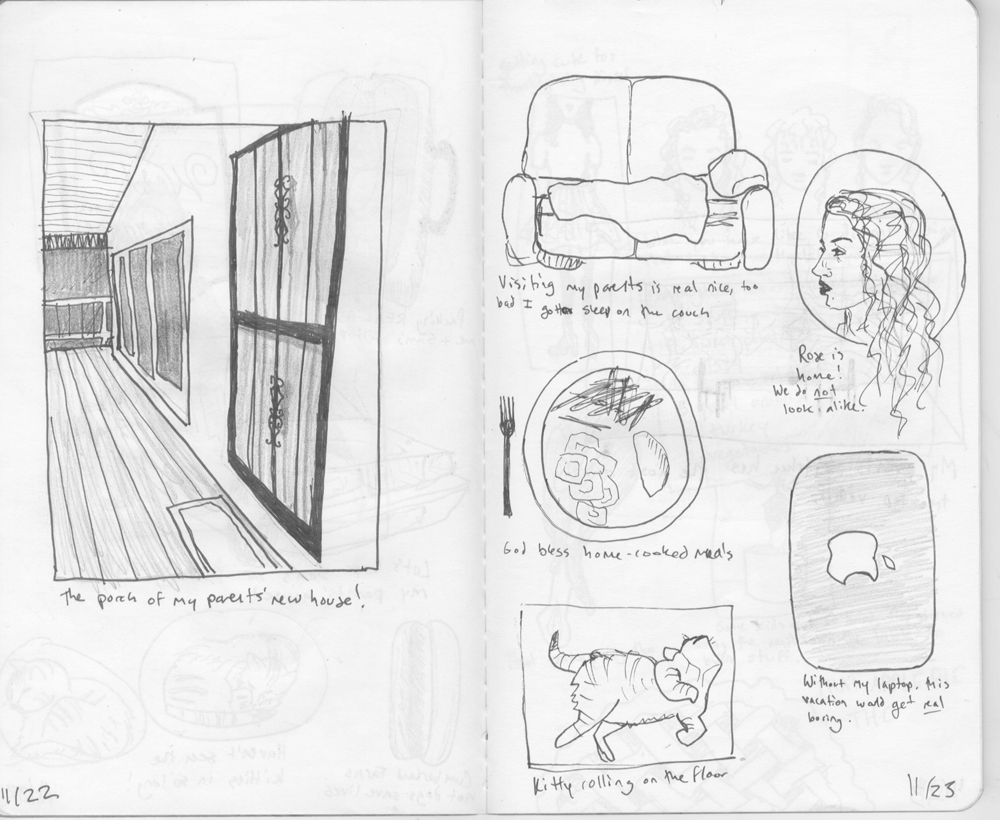 The porch of my parents' new house!
11/22
Visiting my parents is real nice, too
bad I gotta sleep on the couch
Rose is
home!
We do not
look alike.
God bless home-cooked meals
Without my laptop, this
vacation would get real
boring.
Kitty rolling on the floor
11/23